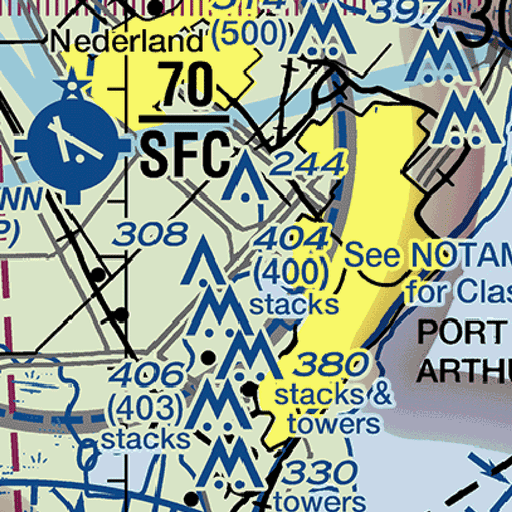 397
30
Nederland
(500)
70
SFC
244
308
404
(400)
stacks
See NOTAM
for Clas
PORT
ARTHU
406
(403)
stacks
380
stacks &
towers
330
towers